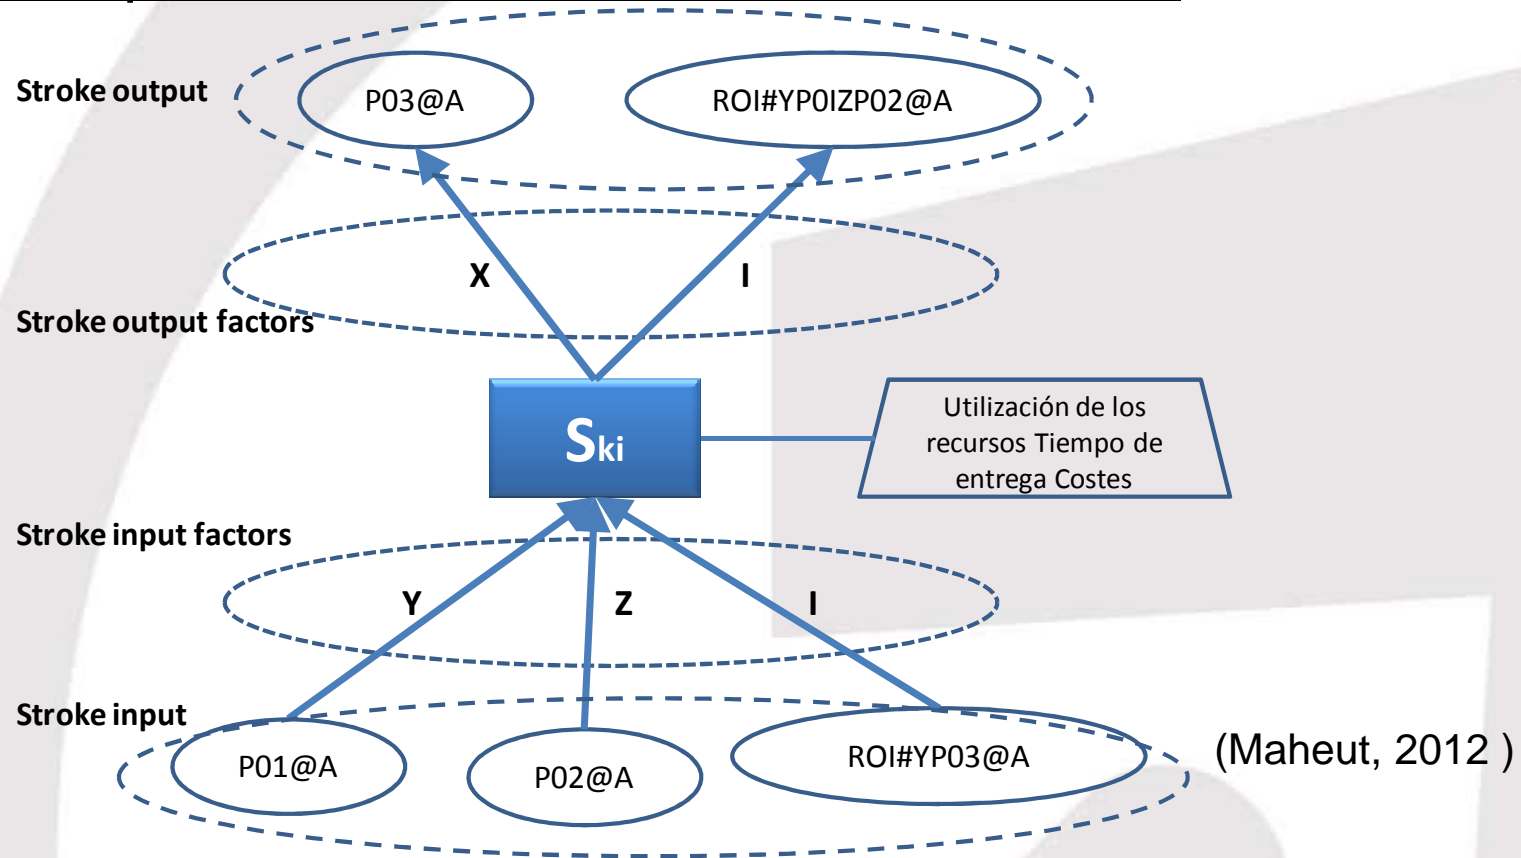 Stroke output
P03@A
ROI#YP0IZP02@A
X
I
Stroke output factors
Ski
Utilización de los
recursos Tiempo de
entrega Costes
Stroke input factors
Y
Z
I
Stroke input
P01@A
P02@A
ROI#YP03@A
(Maheut, 2012 )